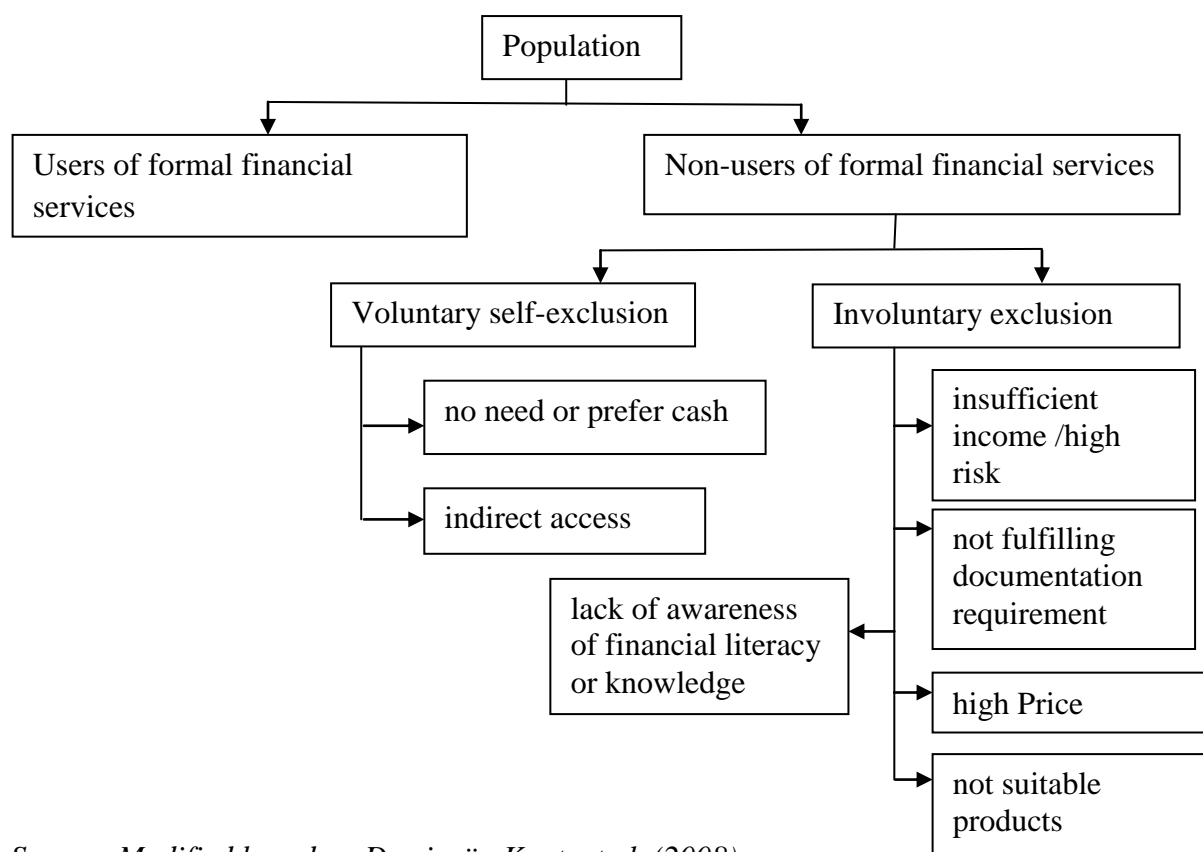 Population
Users of formal financial
services
Non-users of formal financial services
Voluntary self-exclusion
Involuntary exclusion
no need or prefer cash
indirect access
insufficient
income /high
risk
not fulfilling
documentation
requirement
lack of awareness
of financial literacy
or knowledge
high Price
not suitable
products